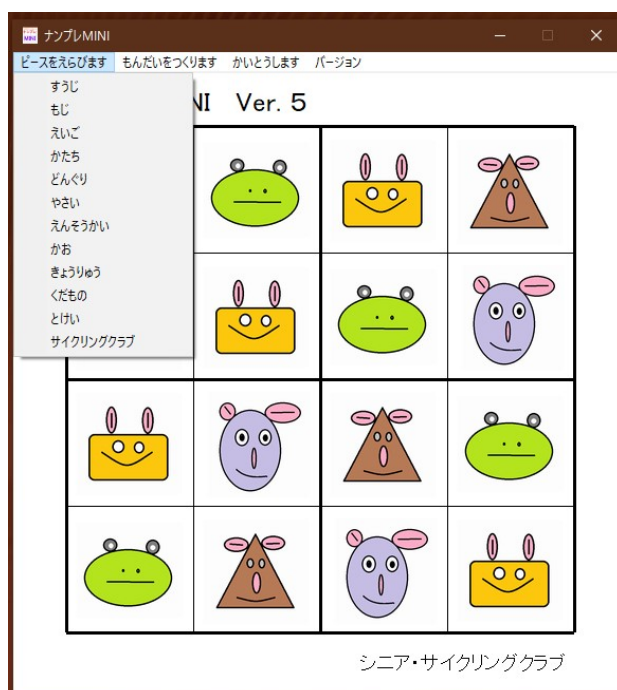 ナンプレMINI
ピースをえらびます もんだいをつくります かいとうします バージョン
すうじ
もじ
えいご
かたち
どんぐり
やさい
えんそうかい
かお
きょうりゅう
くだもの
とけい
サイクリングクラブ
NI Ver. 5
シニア・サイクリングクラブ